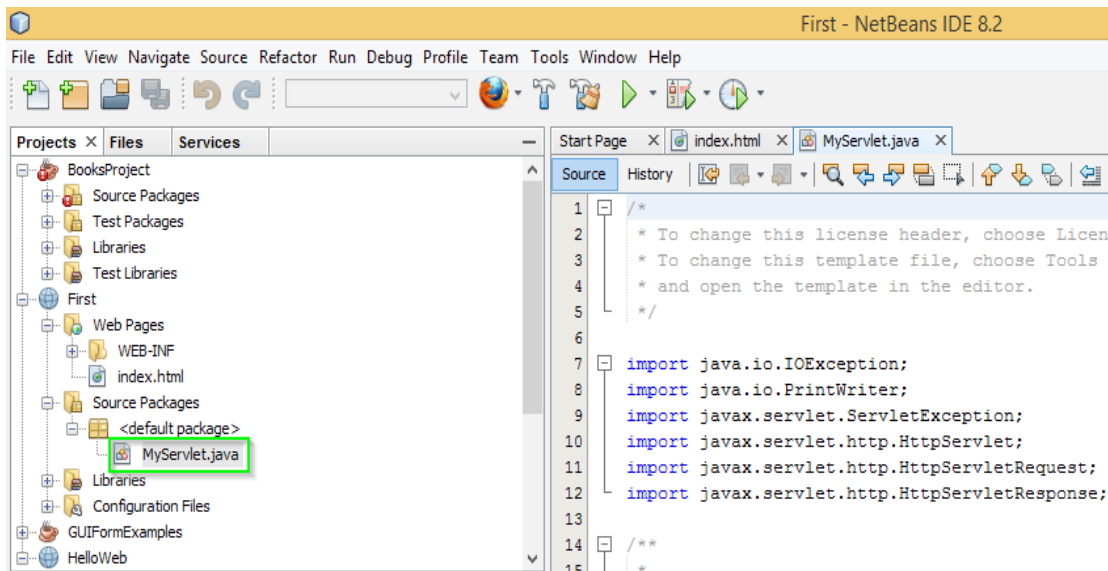 First - NetBeans IDE 8.2
File Edit View Navigate Source Refactor Run Debug Profile Team Tools Window Help
Projects Files Services
BooksProject
Source Packages
Test Packages
Libraries
Test Libraries
First
Web Pages
WEB-INF
index.html
Source Packages
<default package>
MyServlet.java
Libraries
Configuration Files
GUIFormExamples
HelloWeb
Start Page index.html MyServlet.java
Source History
1 /*
2 * To change this license header, choose Licen
3 * To change this template file, choose Tools
4 * and open the template in the editor.
5 */
6
7 import java.io.IOException;
8 import java.io.PrintWriter;
9 import javax.servlet.ServletException;
10 import javax.servlet.http.HttpServlet;
11 import javax.servlet.http.HttpServletRequest;
12 import javax.servlet.http.HttpServletResponse;
13
14 /**
15 *